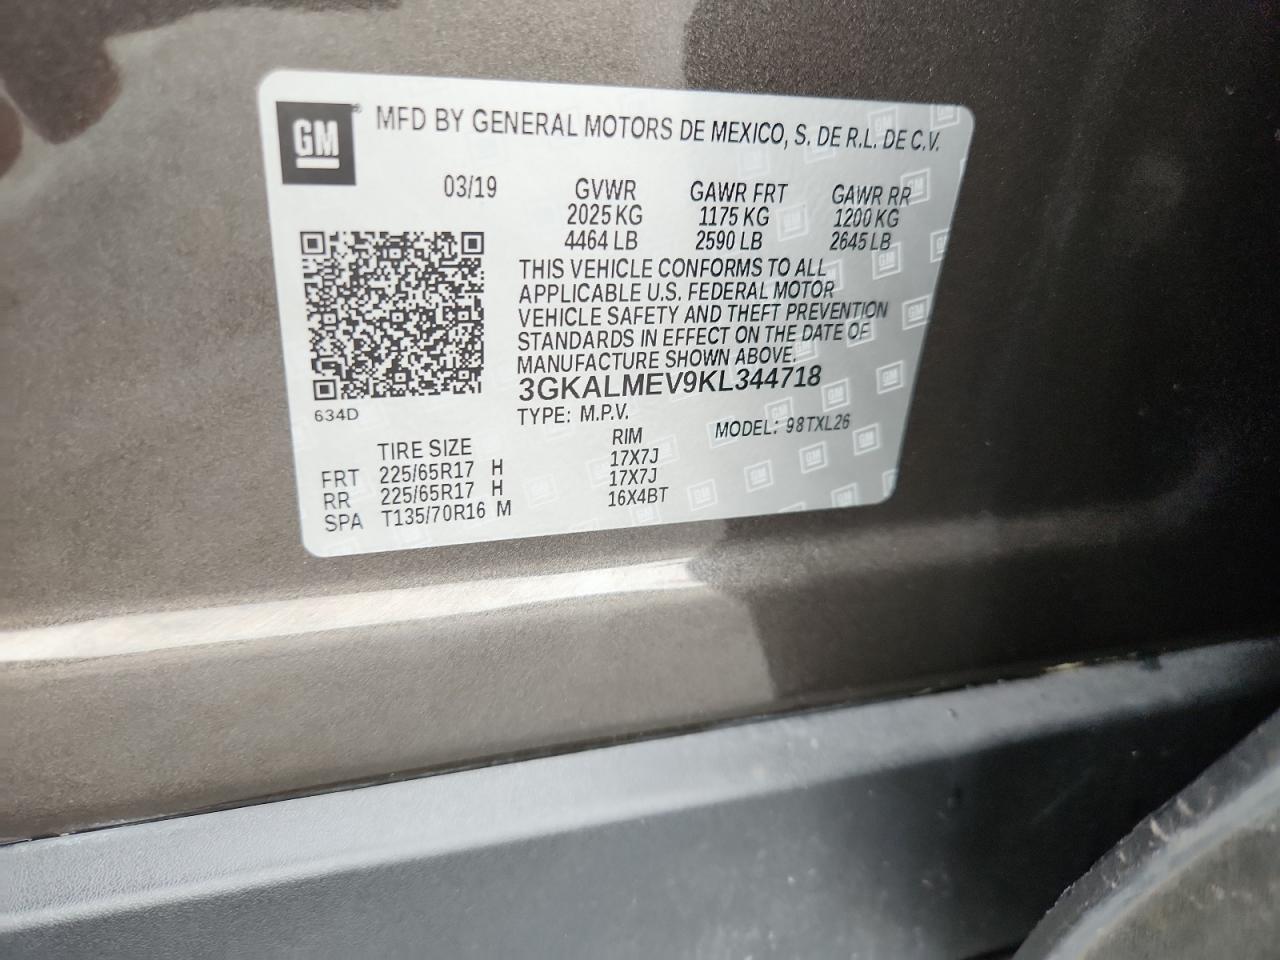 GM ® MFD BY GENERAL MOTORS DE MEXICO, S. DE R.L. DE C.V.
03/19 GVWR GAWR FRT GAWR RR
2025 KG 1175 KG 1200 KG
4464 LB 2590 LB 2645 LB
THIS VEHICLE CONFORMS TO ALL
APPLICABLE U.S. FEDERAL MOTOR
VEHICLE SAFETY AND THEFT PREVENTION
STANDARDS IN EFFECT ON THE DATE OF
MANUFACTURE SHOWN ABOVE.
3GKALMEV9KL344718
634D TYPE: M.P.V. MODEL: 98TXL26
TIRE SIZE RIM
FRT 225/65R17 H 17X7J
RR 225/65R17 H 17X7J
SPA T135/70R16 M 16X4BT